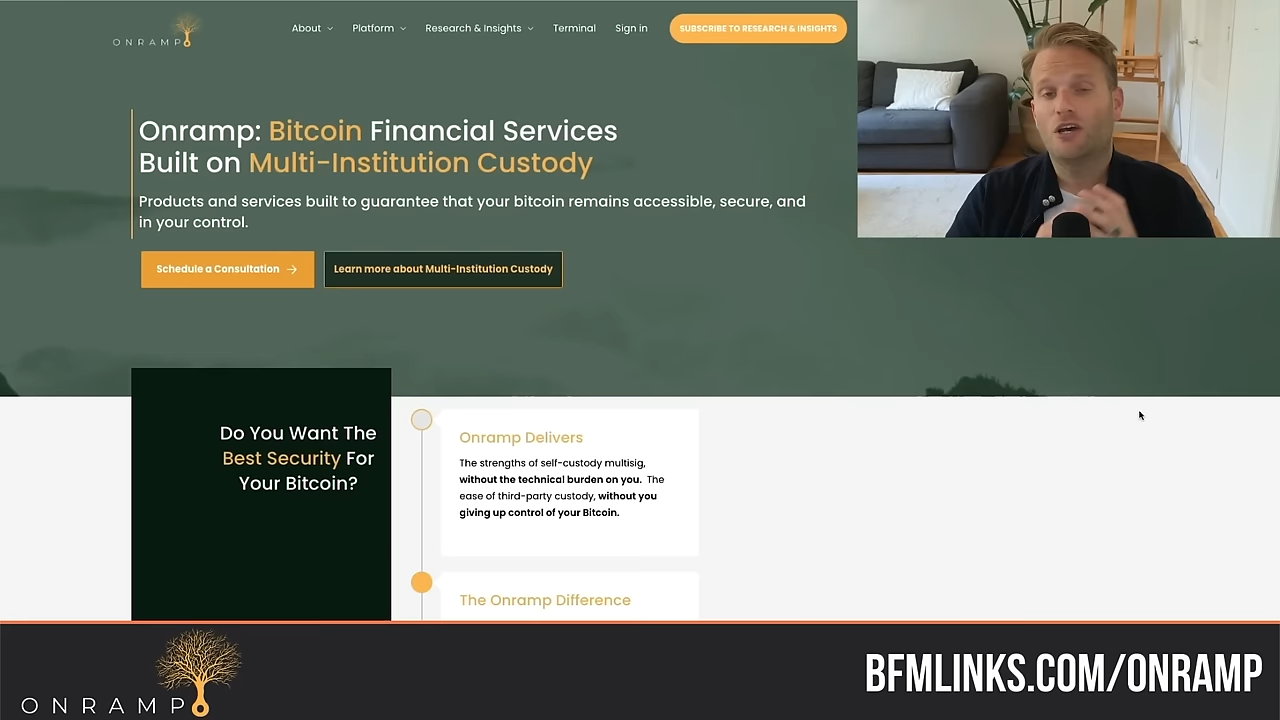 ONRAMP
About
Platform
Research & Insights
Terminal
Sign in
SUBSCRIBE TO RESEARCH & INSIGHTS
Onramp: Bitcoin Financial Services
Built on Multi-Institution Custody
Products and services built to guarantee that your bitcoin remains accessible, secure, and
in your control.
Schedule a Consultation
Learn more about Multi-Institution Custody
Do You Want The
Best Security For
Your Bitcoin?
Onramp Delivers
The strengths of self-custody multisig,
without the technical burden on you. The
ease of third-party custody, without you
giving up control of your Bitcoin.
The Onramp Difference
ONRAMP
BFMLINKS.COM/ONRAMP